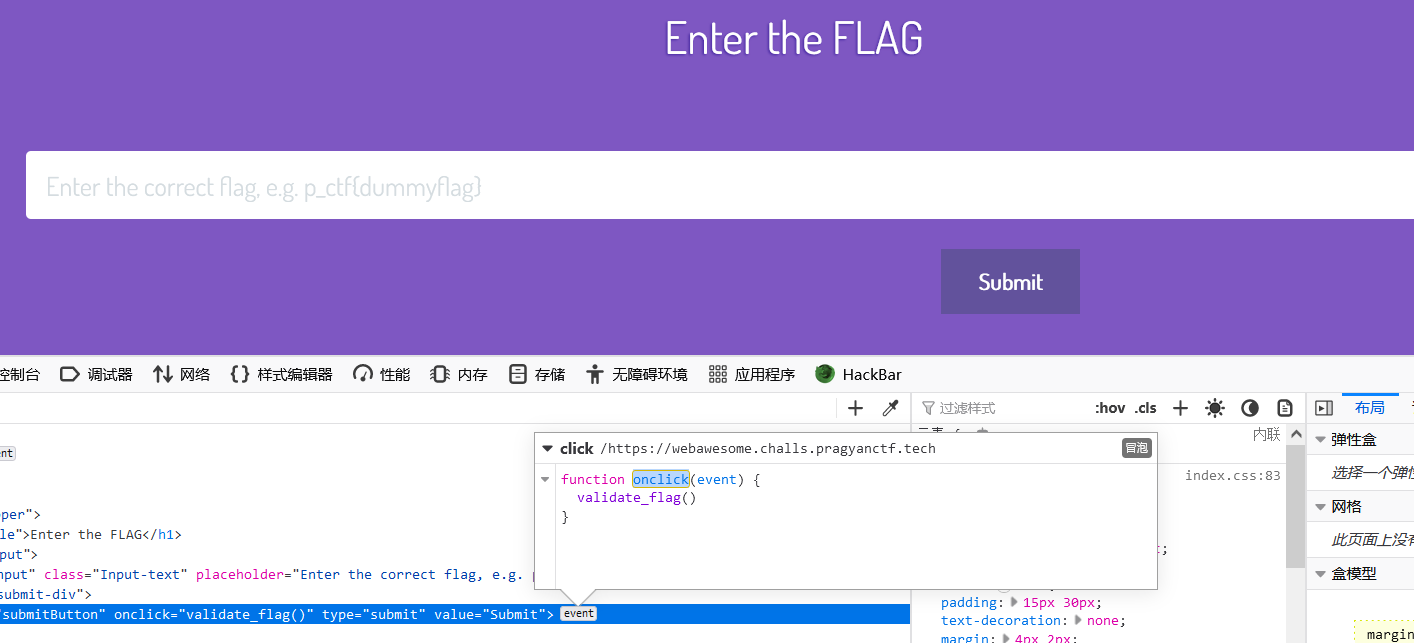 Enter the FLAG
Enter the correct flag, e.g. p_ctf{dummyflag}
Submit
控制台 调试器 网络 {} 样式编辑器 性能 内存 存储 无障碍环境 应用程序 HackBar
+ 过滤样式 :hov .cls + 布局
内联 弹性盒
nt
click /https://webawesome.challs.pragyanctf.tech 冒泡
index.css:83 选择一个弹性
function onclick(event) {
validate_flag()
}
网格
per">
le">Enter the FLAG</h1>
此页面上没有
put">
nput" class="Input-text" placeholder="Enter the correct flag, e.g.
;
盒模型
submit-div">
submitButton" onclick="validate_flag()" type="submit" value="Submit"> event
padding: 15px 30px;
text-decoration: none;
margin: 4px 2px;
margin